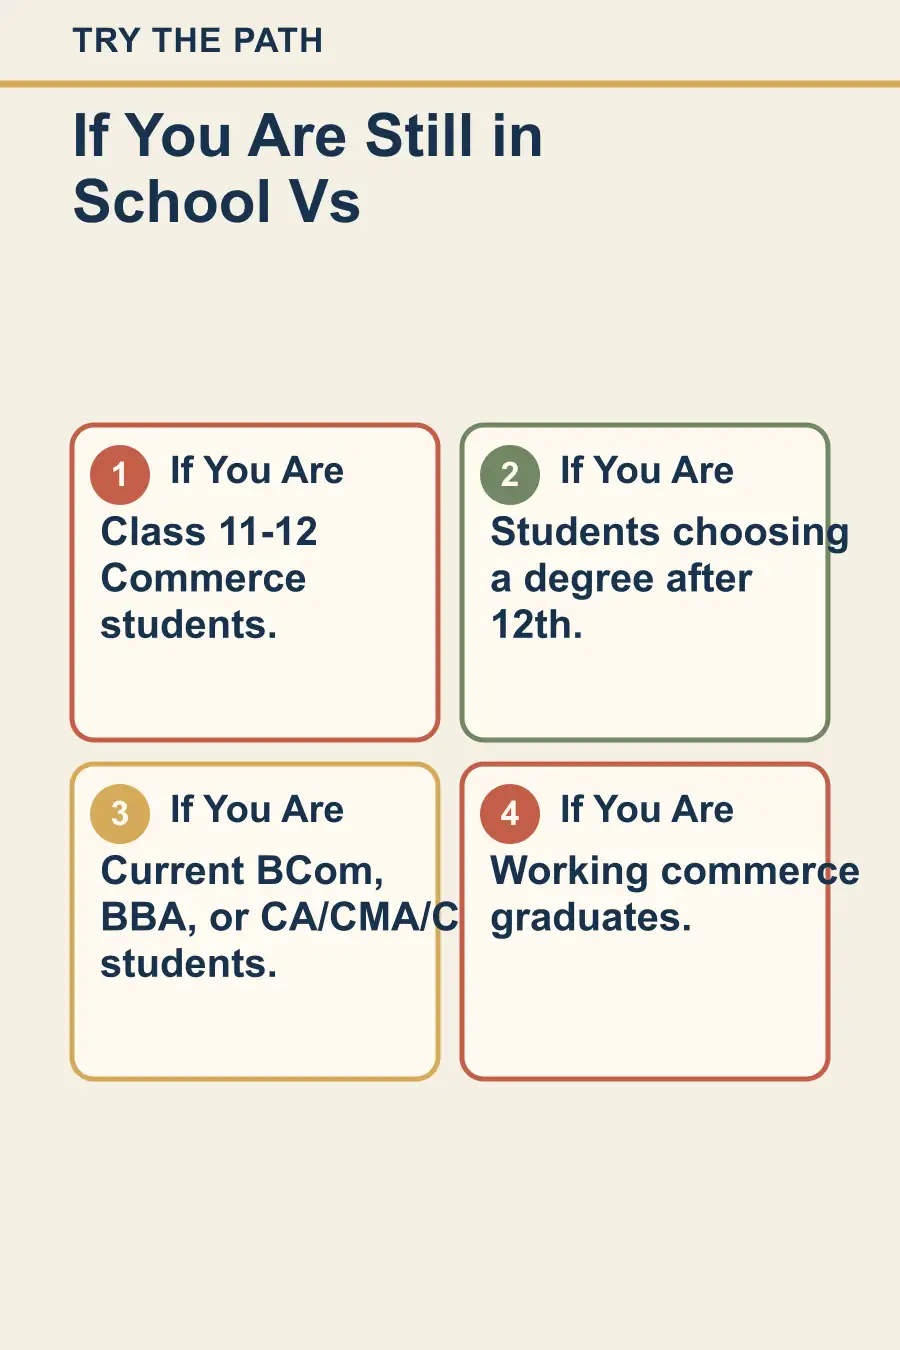 TRY THE PATH
If You Are Still in
School Vs
1 If You Are
Class 11-12
Commerce
students.
2 If You Are
Students choosing
a degree after
12th.
3 If You Are
Current BCom,
BBA, or CA/CMA/C
students.
4 If You Are
Working commerce
graduates.